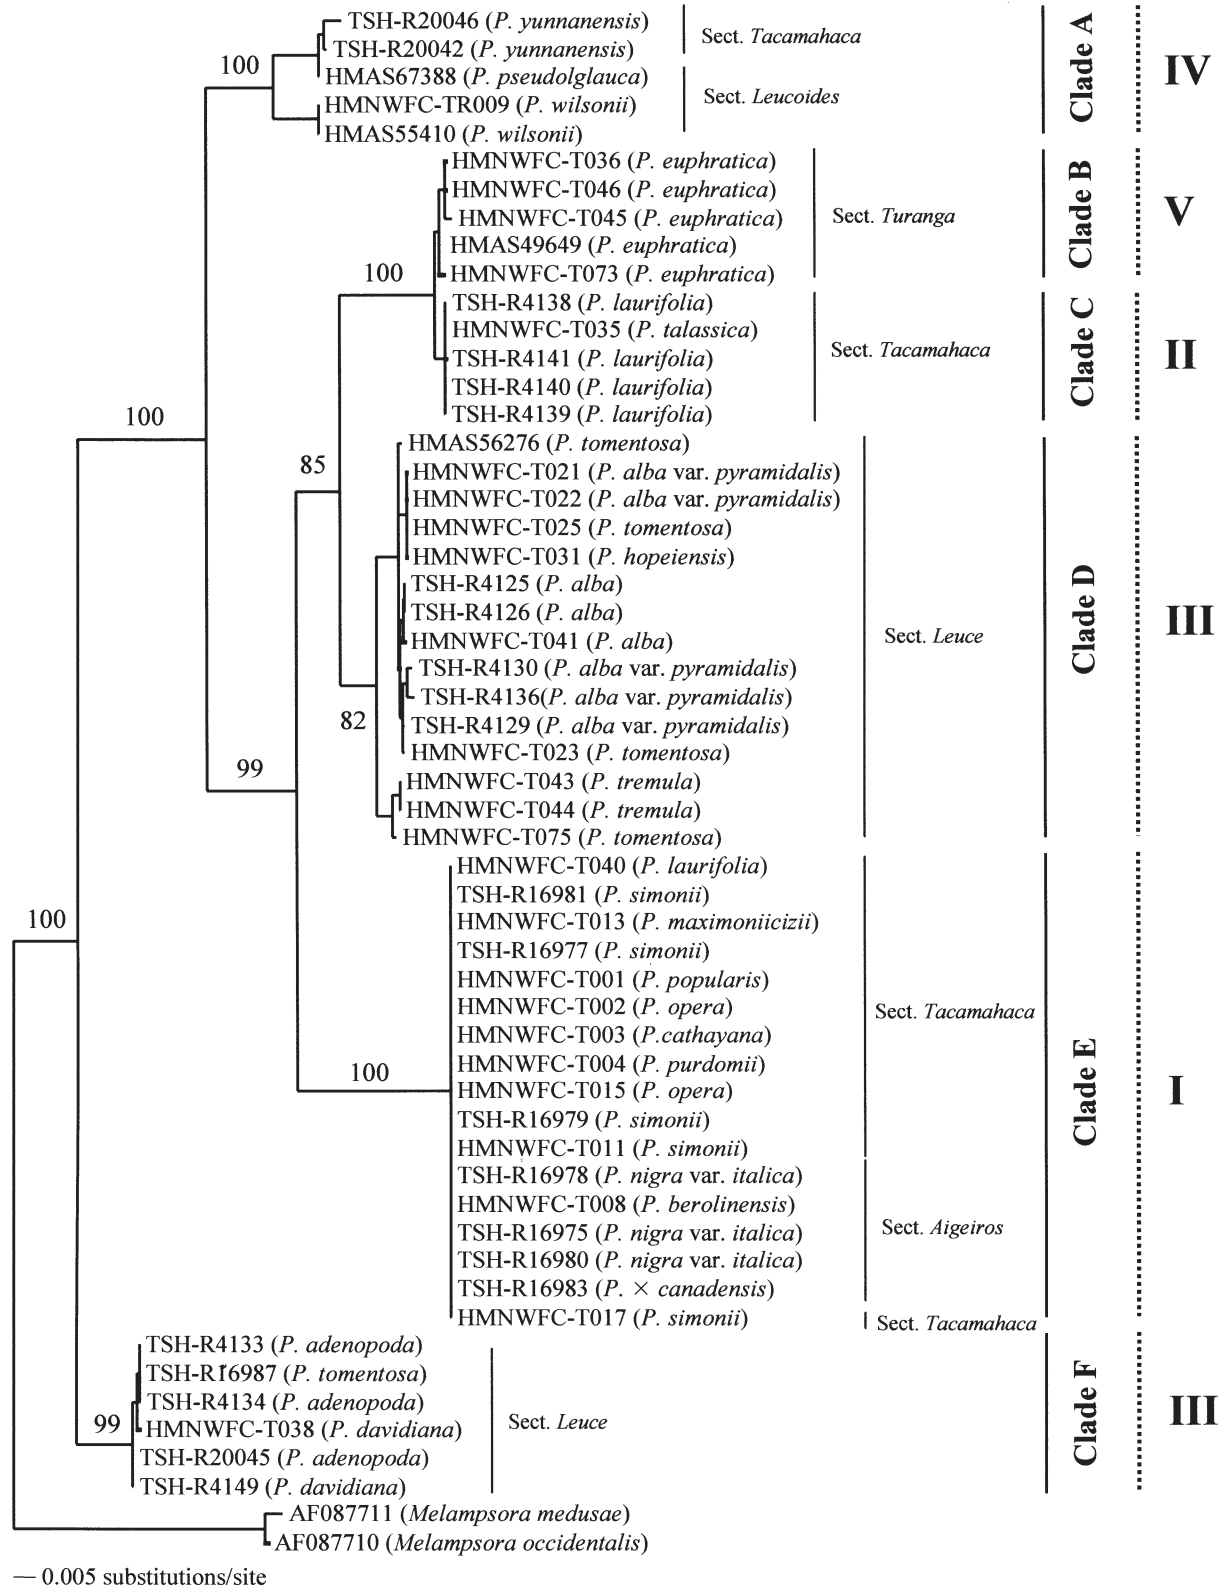 TSH-R20046 (P. yunnanensis)
TSH-R20042 (P. yunnanensis)
Sect. Tacamahaca
100
HMAS67388 (P. pseudolglauca)
HMNWFC-TR009 (P. wilsonii)
HMAS55410 (P. wilsonii)
Sect. Leucoides
Clade A
IV
HMNWFC-T036 (P. euphratica)
HMNWFC-T046 (P. euphratica)
HMNWFC-T045 (P. euphratica)
HMAS49649 (P. euphratica)
HMNWFC-T073 (P. euphratica)
Sect. Turanga
Clade B
V
100
TSH-R4138 (P. laurifolia)
HMNWFC-T035 (P. talassica)
TSH-R4141 (P. laurifolia)
TSH-R4140 (P. laurifolia)
TSH-R4139 (P. laurifolia)
Sect. Tacamahaca
Clade C
II
100
85
HMAS56276 (P. tomentosa)
HMNWFC-T021 (P. alba var. pyramidalis)
HMNWFC-T022 (P. alba var. pyramidalis)
HMNWFC-T025 (P. tomentosa)
HMNWFC-T031 (P. hopeiensis)
TSH-R4125 (P. alba)
TSH-R4126 (P. alba)
HMNWFC-T041 (P. alba)
TSH-R4130 (P. alba var. pyramidalis)
TSH-R4136(P. alba var. pyramidalis)
TSH-R4129 (P. alba var. pyramidalis)
HMNWFC-T023 (P. tomentosa)
82
99
HMNWFC-T043 (P. tremula)
HMNWFC-T044 (P. tremula)
HMNWFC-T075 (P. tomentosa)
Sect. Leuce
Clade D
III
HMNWFC-T040 (P. laurifolia)
TSH-R16981 (P. simonii)
HMNWFC-T013 (P. maximoniicizii)
100
TSH-R16977 (P. simonii)
HMNWFC-T001 (P. popularis)
HMNWFC-T002 (P. opera)
HMNWFC-T003 (P.cathayana)
HMNWFC-T004 (P. purdomii)
100
HMNWFC-T015 (P. opera)
TSH-R16979 (P. simonii)
HMNWFC-T011 (P. simonii)
Sect. Tacamahaca
TSH-R16978 (P. nigra var. italica)
HMNWFC-T008 (P. berolinensis)
TSH-R16975 (P. nigra var. italica)
TSH-R16980 (P. nigra var. italica)
TSH-R16983 (P. × canadensis)
Sect. Aigeiros
HMNWFC-T017 (P. simonii)
Sect. Tacamahaca
Clade E
I
TSH-R4133 (P. adenopoda)
TSH-R16987 (P. tomentosa)
TSH-R4134 (P. adenopoda)
99
HMNWFC-T038 (P. davidiana)
TSH-R20045 (P. adenopoda)
TSH-R4149 (P. davidiana)
Sect. Leuce
Clade F
III
AF087711 (Melampsora medusae)
AF087710 (Melampsora occidentalis)
0.005 substitutions/site